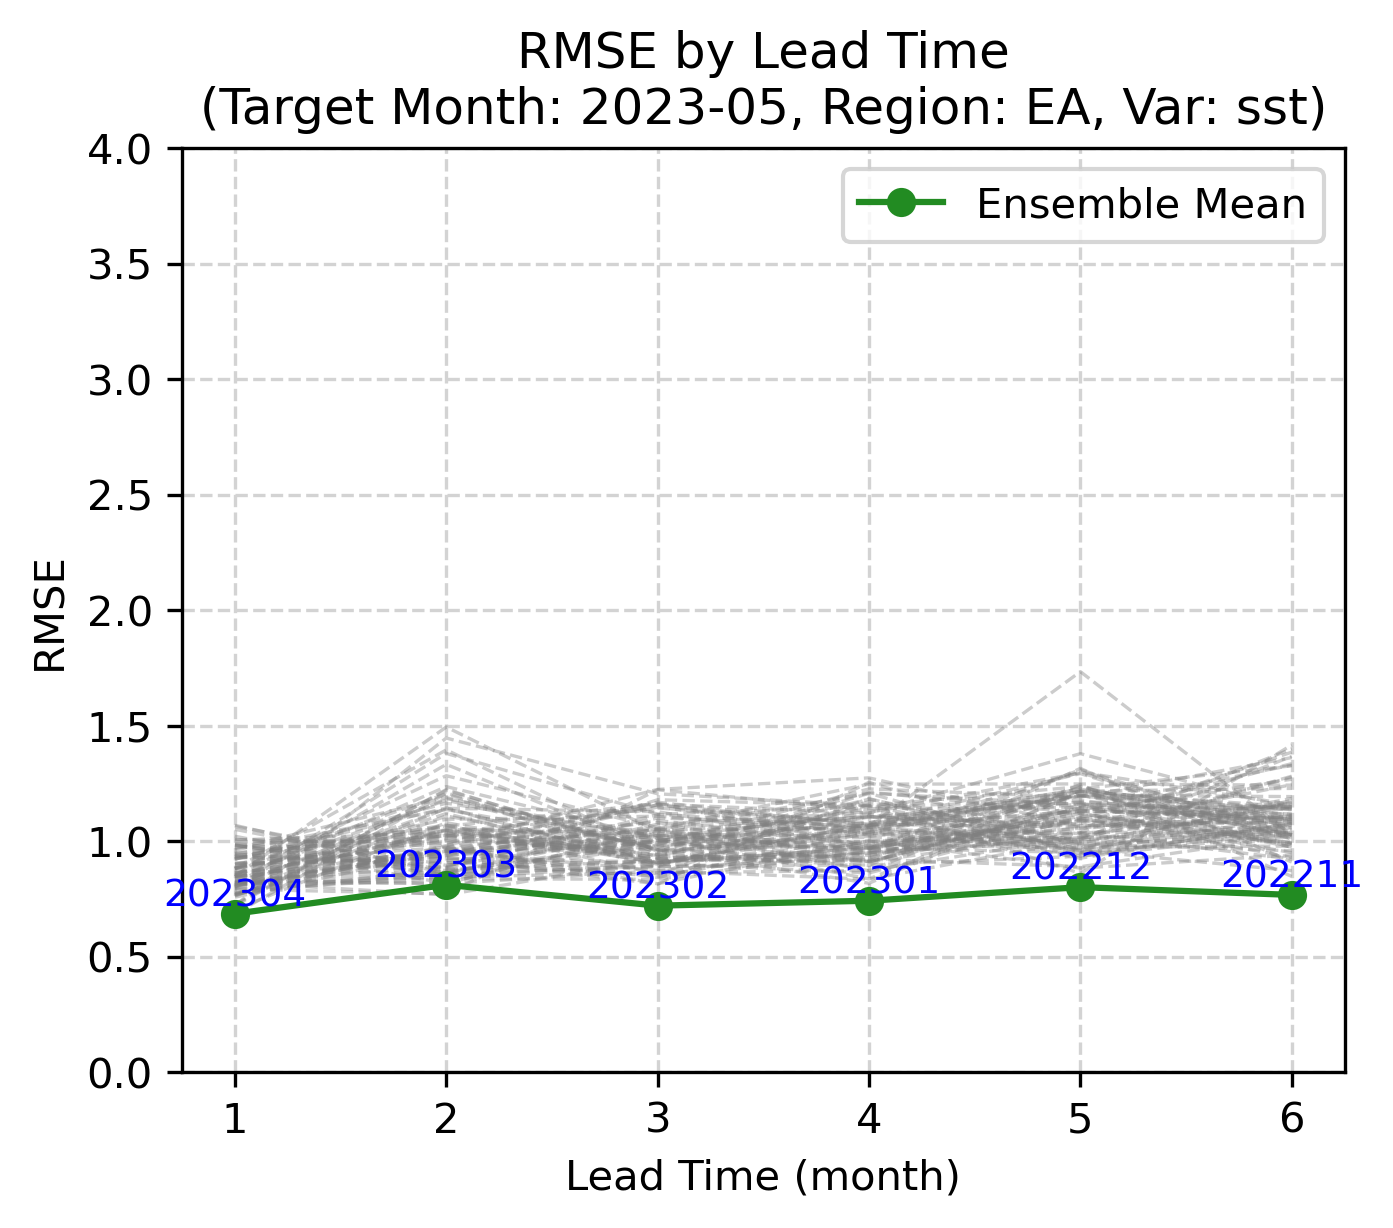 RMSE by Lead Time
(Target Month: 2023-05, Region: EA, Var: sst)
Ensemble Mean
RMSE
4.0
3.5
3.0
2.5
2.0
1.5
1.0
0.5
0.0
202304
202303
202302
202301
202212
202211
1 2 3 4 5 6
Lead Time (month)